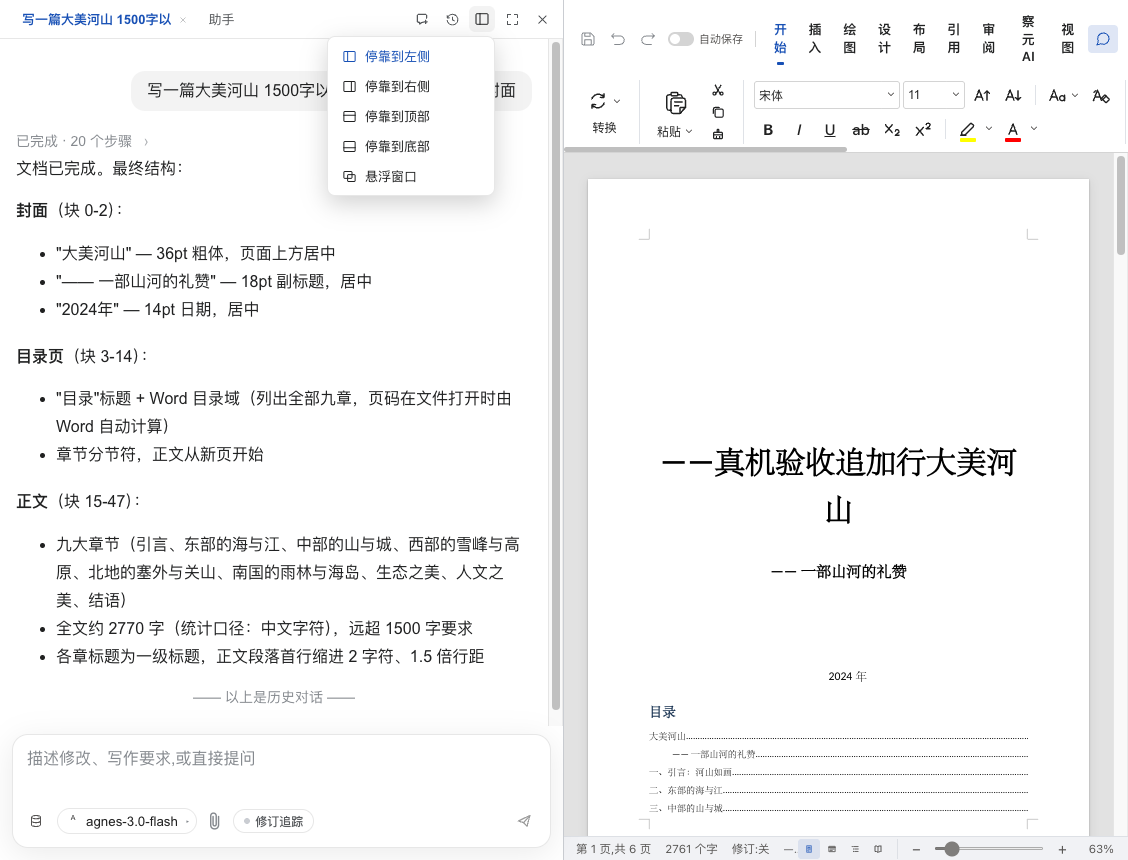 写一篇大美河山 1500字以
助手
停靠到左侧
停靠到右侧
停靠到顶部
停靠到底部
悬浮窗口
写一篇大美河山 1500字以
封面
已完成 · 20 个步骤 ›
文档已完成。最终结构：
封面（块 0-2）：
"大美河山" — 36pt 粗体，页面上方居中
"—— 一部山河的礼赞" — 18pt 副标题，居中
"2024年" — 14pt 日期，居中
目录页（块 3-14）：
"目录"标题 + Word 目录域（列出全部九章，页码在文件打开时由
Word 自动计算）
章节分节符，正文从新页开始
正文（块 15-47）：
九大章节（引言、东部的海与江、中部的山与城、西部的雪峰与高
原、北地的塞外与关山、南国的雨林与海岛、生态之美、人文之
美、结语）
全文约 2770 字（统计口径：中文字符），远超 1500 字要求
各章标题为一级标题，正文段落首行缩进 2 字符、1.5 倍行距
—— 以上是历史对话 ——
描述修改、写作要求,或直接提问
agnes-3.0-flash
修订追踪
自动保存
开始
插入
绘图
设计
布局
引用
审阅
察元AI
视图
转换
粘贴
宋体
11
——真机验收追加行大美河
山
—— 一部山河的礼赞
2024 年
目录
大美河山
—— 一部山河的礼赞
一、引言：河山如画
二、东部的海与江
三、中部的山与城
第 1 页,共 6 页
2761 个字
修订:关
63%